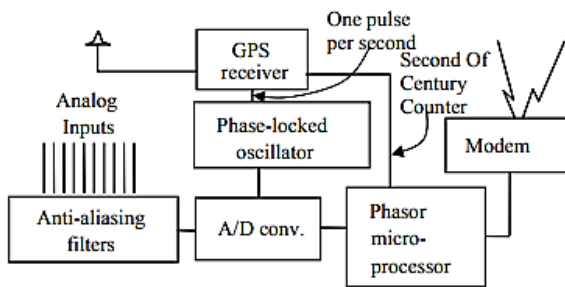 One pulse
per second
GPS
receiver
Second Of
Century
Counter
Analog
Inputs
Phase-locked
oscillator
Modem
Anti-aliasing
filters
A/D conv.
Phasor
micro-
processor